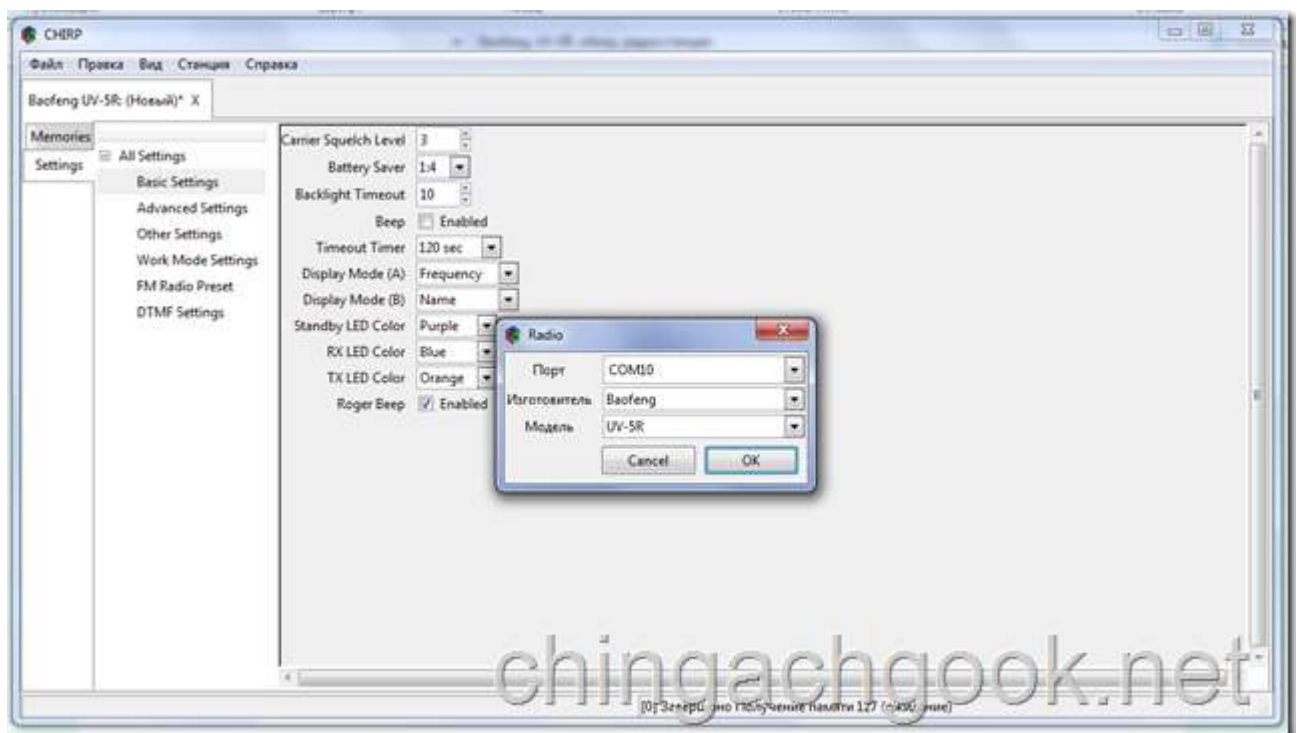 CHIRP
Файл Правка Вид Станция Справка
Baofeng UV-5R: (Новый)* X
Memories
Settings
All Settings
Basic Settings
Advanced Settings
Other Settings
Work Mode Settings
FM Radio Preset
DTMF Settings
Carrier Squelch Level 3
Battery Saver 1:4
Backlight Timeout 10
Beep Enabled
Timeout Timer 120 sec
Display Mode (A) Frequency
Display Mode (B) Name
Standby LED Color Purple
RX LED Color Blue
TX LED Color Orange
Roger Beep Enabled
Radio
Порт COM10
Изготовитель Baofeng
Модель UV-5R
Cancel OK
chingachgook.net
[0] памяти 127